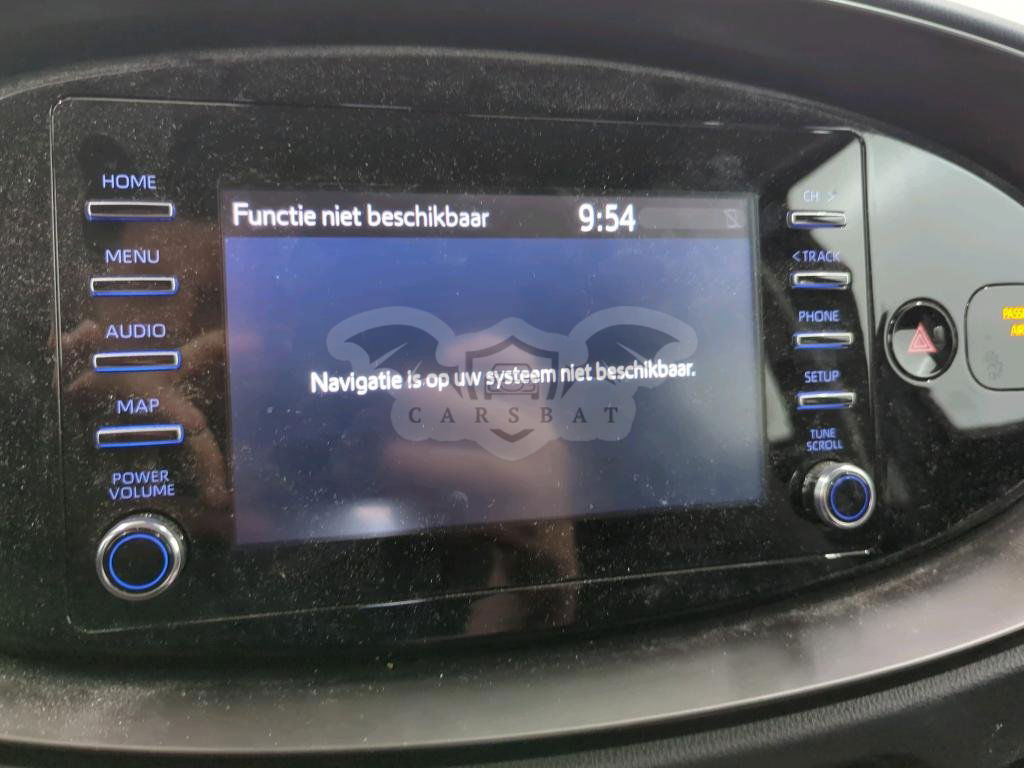 HOME
MENU
AUDIO
MAP
POWER
VOLUME
Functie niet beschikbaar 9:54
Navigatie is op uw systeem niet beschikbaar.
CARSBAT
CH >
< TRACK
PHONE
SETUP
TUNE
SCROLL